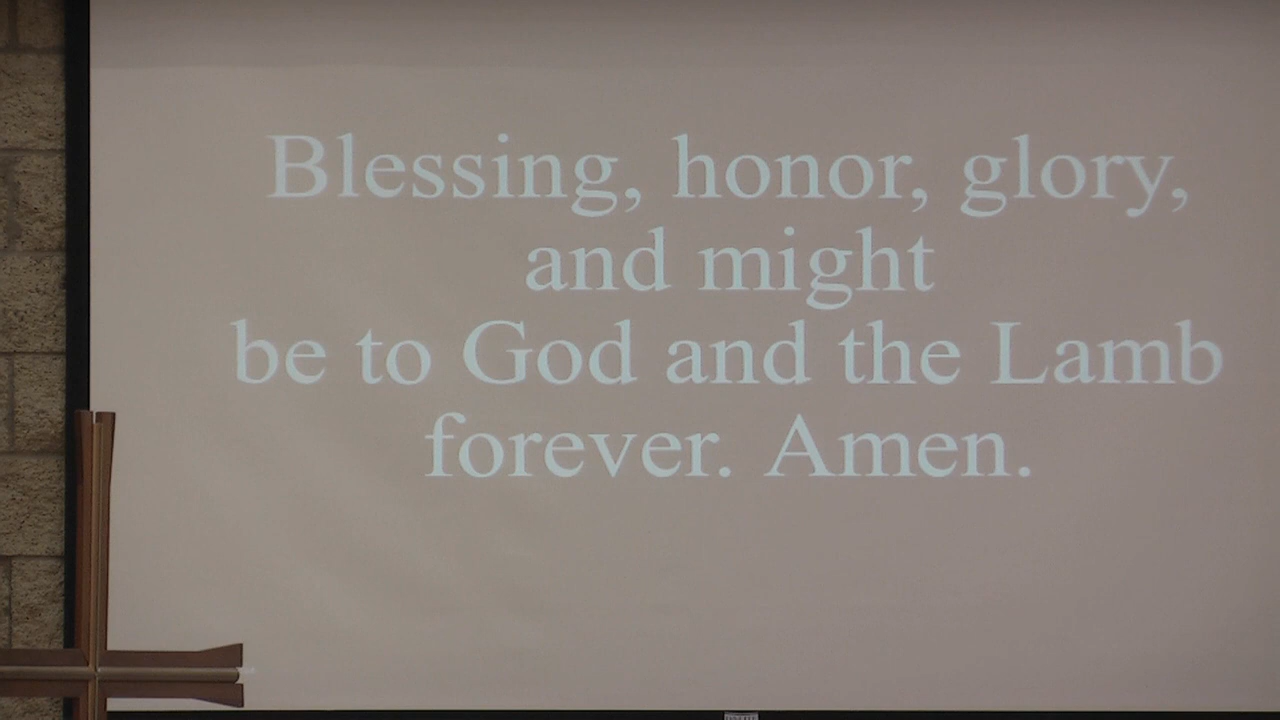 Blessing, honor, glory,
and might
be to God and the Lamb
forever. Amen.